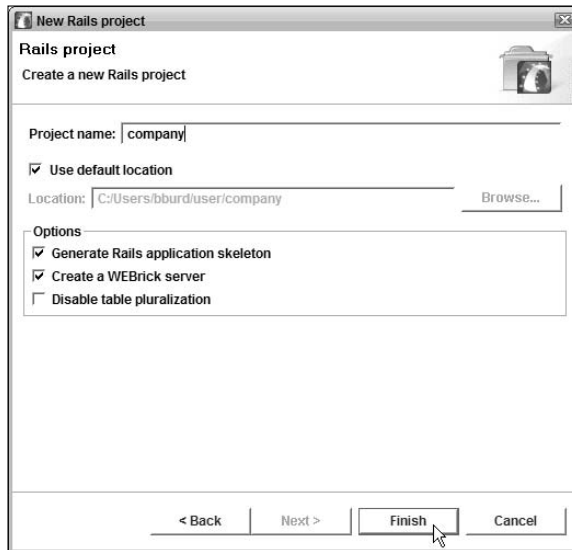 New Rails project
Rails project
Create a new Rails project
Project name: company
Use default location
Location: C:/Users/bburd/user/company Browse...
Options
Generate Rails application skeleton
Create a WEBrick server
Disable table pluralization
< Back Next > Finish Cancel